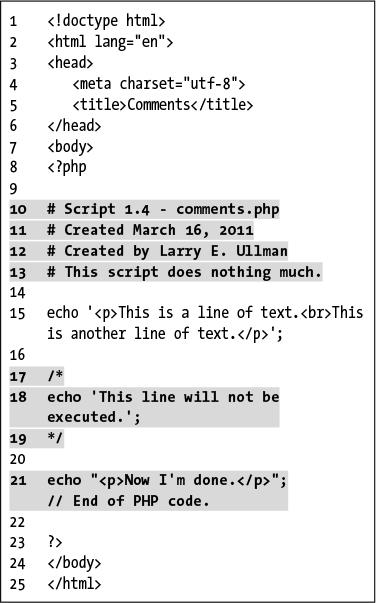 1 <!doctype html>
2 <html lang="en">
3 <head>
4 <meta charset="utf-8">
5 <title>Comments</title>
6 </head>
7 <body>
8 <?php
9
10 # Script 1.4 - comments.php
11 # Created March 16, 2011
12 # Created by Larry E. Ullman
13 # This script does nothing much.
14
15 echo '<p>This is a line of text.<br>This
is another line of text.</p>';
16
17 /*
18 echo 'This line will not be
executed.';
19 */
20
21 echo "<p>Now I'm done.</p>";
// End of PHP code.
22
23 ?>
24 </body>
25 </html>